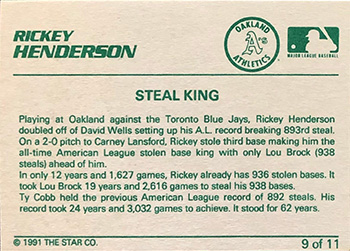 RICKEY
HENDERSON
OAKLAND
A's
ATHLETICS
MAJOR LEAGUE BASEBALL
STEAL KING
Playing at Oakland against the Toronto Blue Jays, Rickey Henderson
doubled off of David Wells setting up his A.L. record breaking 893rd steal.
On a 2-0 pitch to Carney Lansford, Rickey stole third base making him the
all-time American League stolen base king with only Lou Brock (938
steals) ahead of him.
In only 12 years and 1,627 games, Rickey already has 936 stolen bases. It
took Lou Brock 19 years and 2,616 games to steal his 938 bases.
Ty Cobb held the previous American League record of 892 steals. His
record took 24 years and 3,032 games to achieve. It stood for 62 years.
© 1991 THE STAR CO.
9 of 11